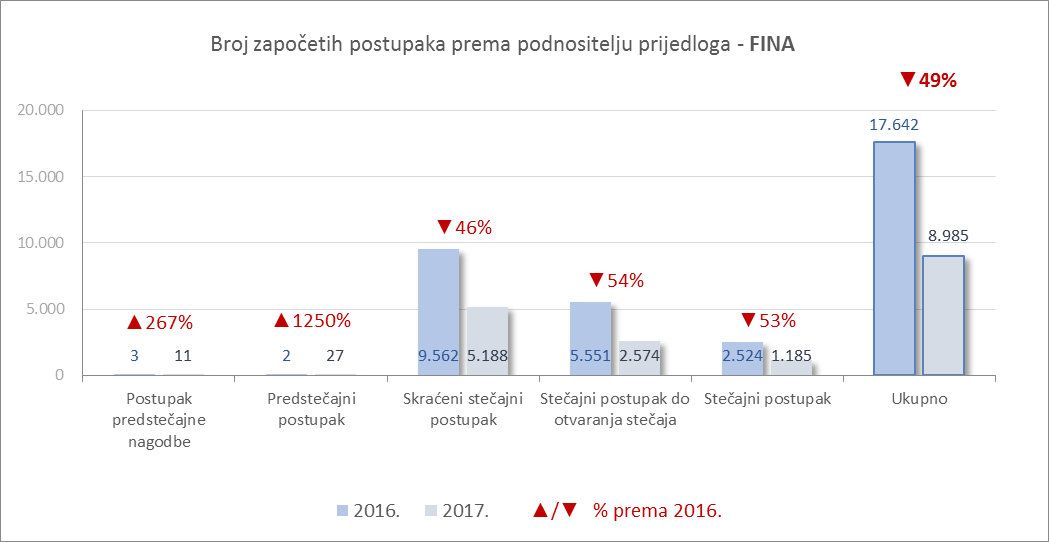 Broj započetih postupaka prema podnositelju prijedloga - FINA
▼49%
20.000
17.642
15.000
▼46%
10.000
8.985
▼54%
5.000
▲267%
▲1250%
▼53%
3
11
2
27
9.562
5.188
5.551
2.574
2.524
1.185
0
Postupak
predstečajne
nagodbe
Predstečajni
postupak
Skraćeni stečajni
postupak
Stečajni postupak do
otvaranja stečaja
Stečajni postupak
Ukupno
2016.
2017.
▲/▼ % prema 2016.